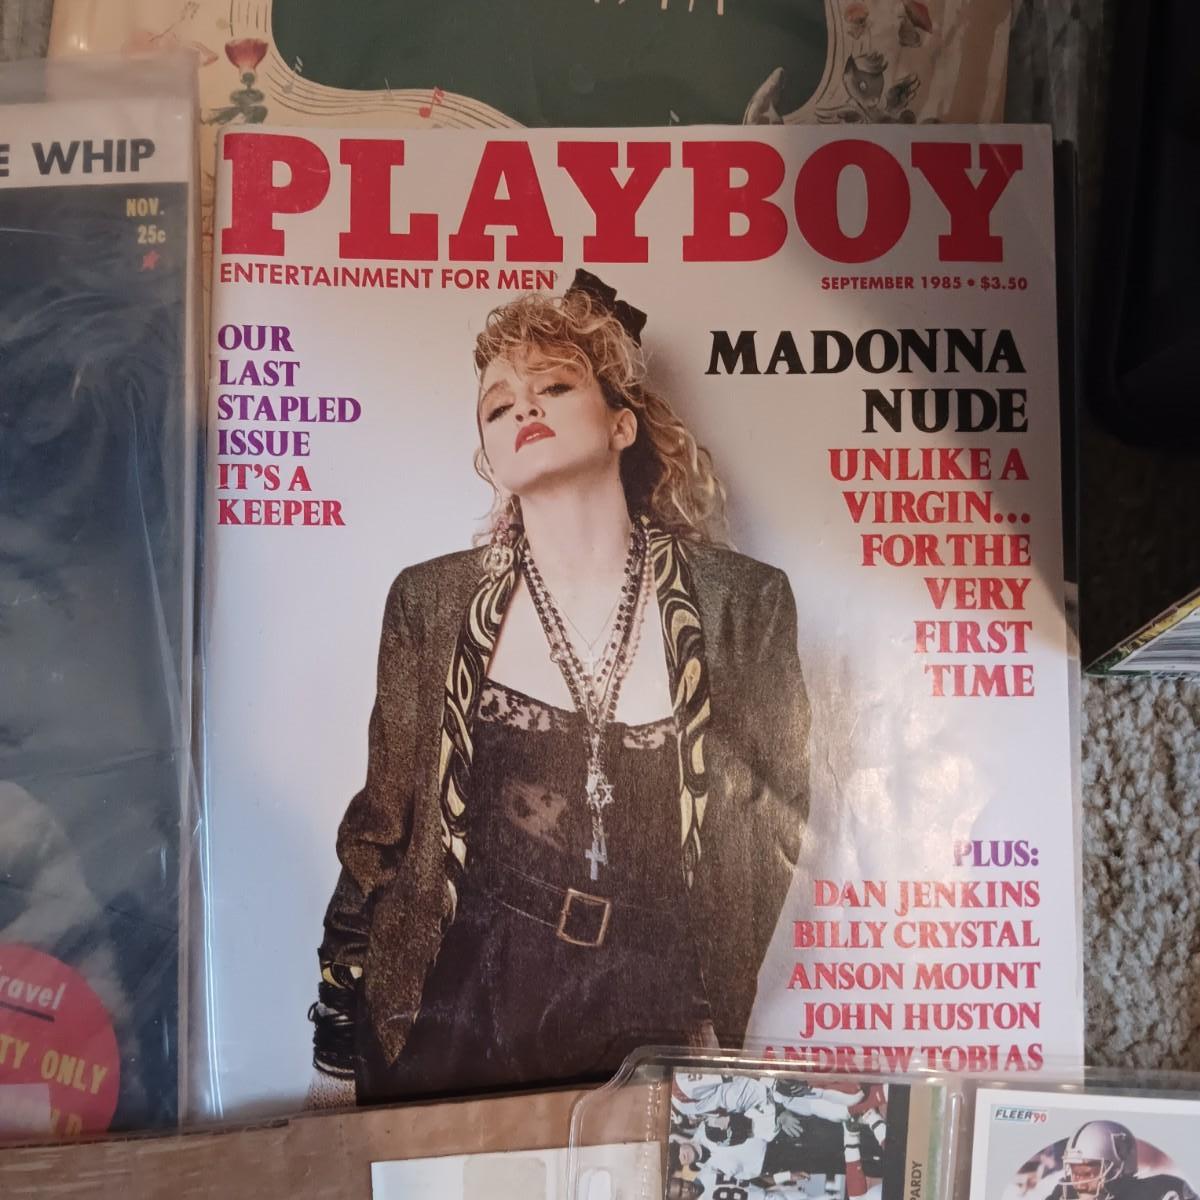 WHIP
NOV.
25c
PLAYBOY
ENTERTAINMENT FOR MEN
SEPTEMBER 1985 • $3.50
OUR
LAST
STAPLED
ISSUE
IT'S A
KEEPER
MADONNA
NUDE
UNLIKE A
VIRGIN...
FOR THE
VERY
FIRST
TIME
PLUS:
DAN JENKINS
BILLY CRYSTAL
ANSON MOUNT
JOHN HUSTON
ANDREW TOBIAS
ravel
TY ONLY
FLEER '90
ARDY